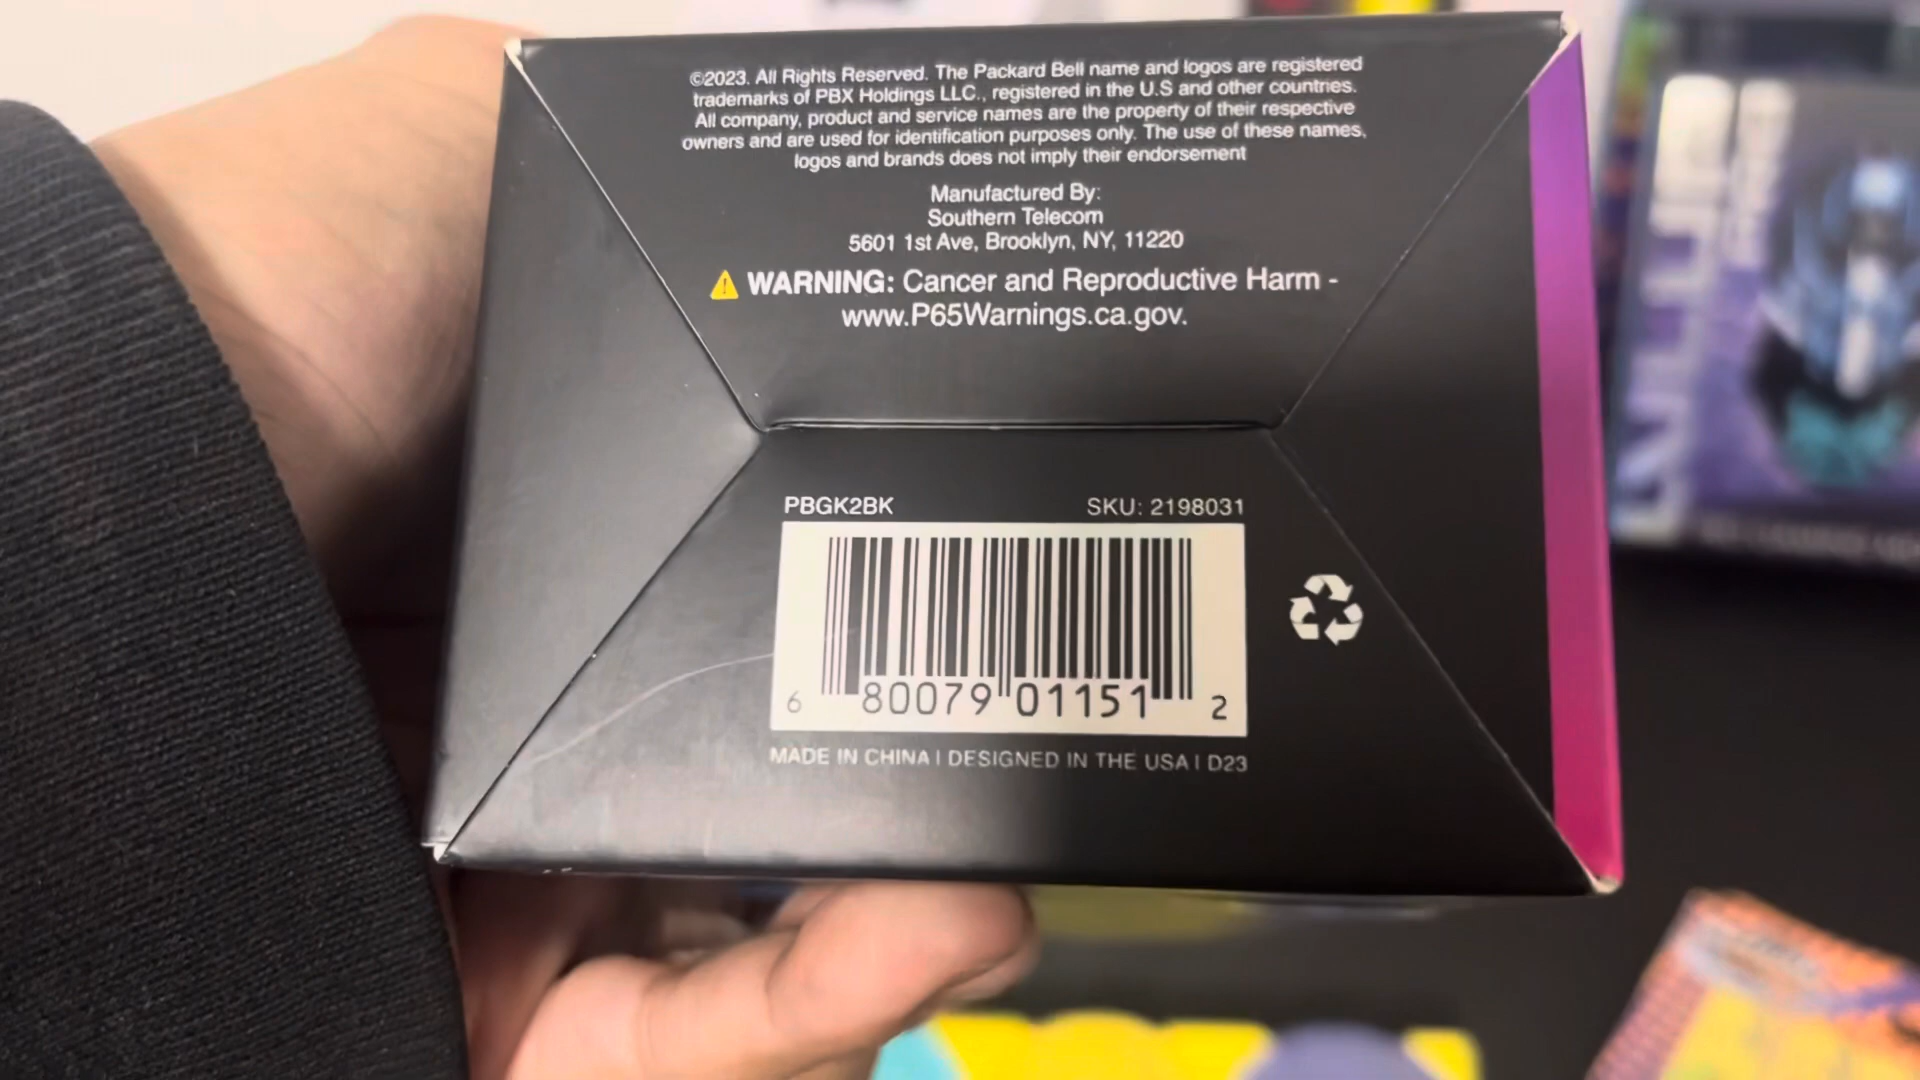 ©2023. All Rights Reserved. The Packard Bell name and logos are registered
trademarks of PBX Holdings LLC., registered in the U.S and other countries.
All company, product and service names are the property of their respective
owners and are used for identification purposes only. The use of these names,
logos and brands does not imply their endorsement
Manufactured By:
Southern Telecom
5601 1st Ave, Brooklyn, NY, 11220
WARNING: Cancer and Reproductive Harm -
www.P65Warnings.ca.gov.
PBGK2BK SKU: 2198031
6 80079 01151 2
MADE IN CHINA | DESIGNED IN THE USA | D23